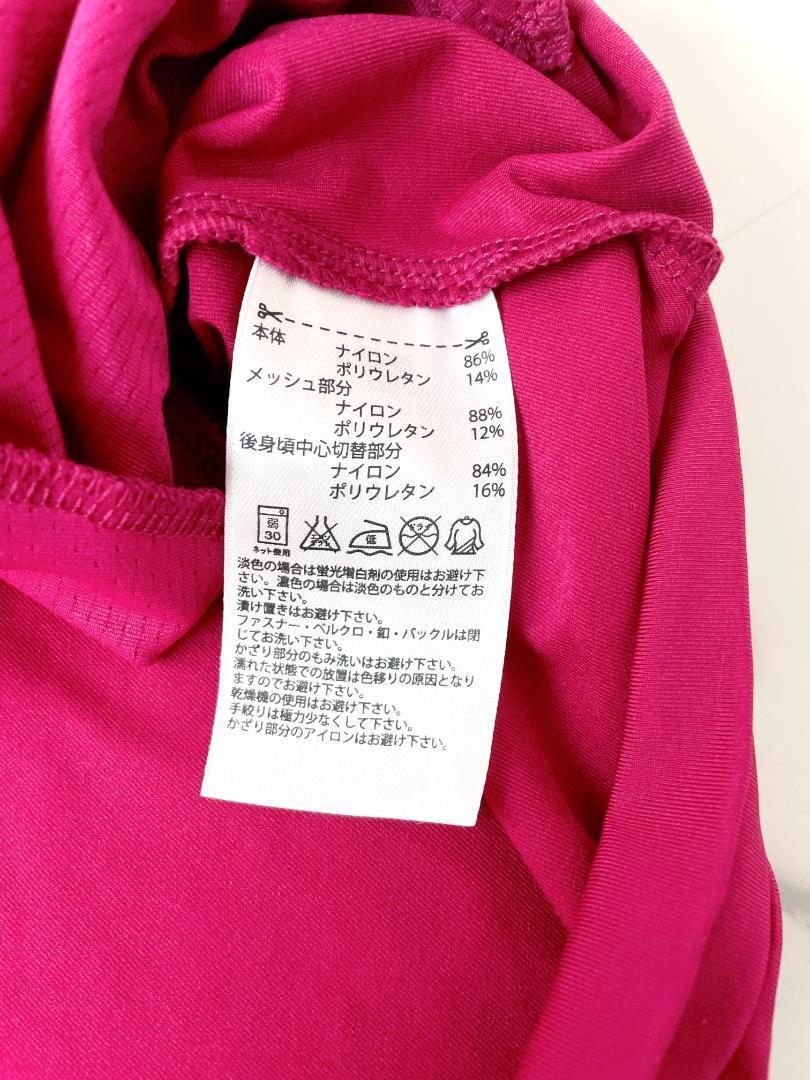 本体
ナイロン 86%
ポリウレタン 14%
メッシュ部分
ナイロン 88%
ポリウレタン 12%
後身頃中心切替部分
ナイロン 84%
ポリウレタン 16%
弱 30 低 ドライ
ネット使用
淡色の場合は蛍光増白剤の使用はお避け下
さい。濃色の場合は淡色のものと分けてお
洗い下さい。
漬け置きはお避け下さい。
ファスナー・ベルクロ・釦・バックルは閉
じてお洗い下さい。
かざり部分のもみ洗いはお避け下さい。
濡れた状態での放置は色移りの原因となり
ますのでお避け下さい。
乾燥機の使用はお避け下さい。
手絞りは極力少なくして下さい。
かざり部分のアイロンはお避け下さい。